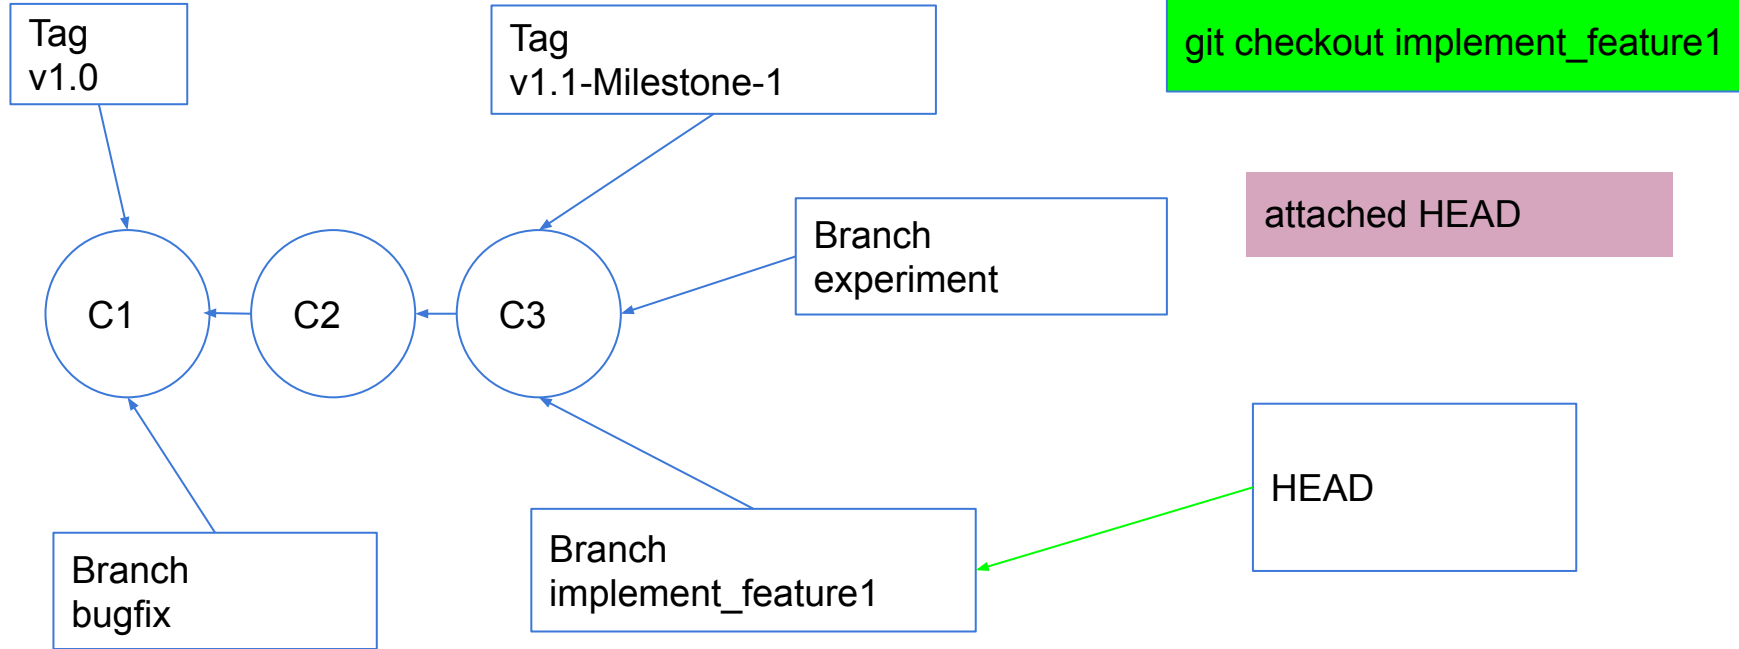 Tag
v1.0
Tag
v1.1-Milestone-1
git checkout implement_feature1
attached HEAD
Branch
experiment
C1
C2
C3
HEAD
Branch
bugfix
Branch
implement_feature1